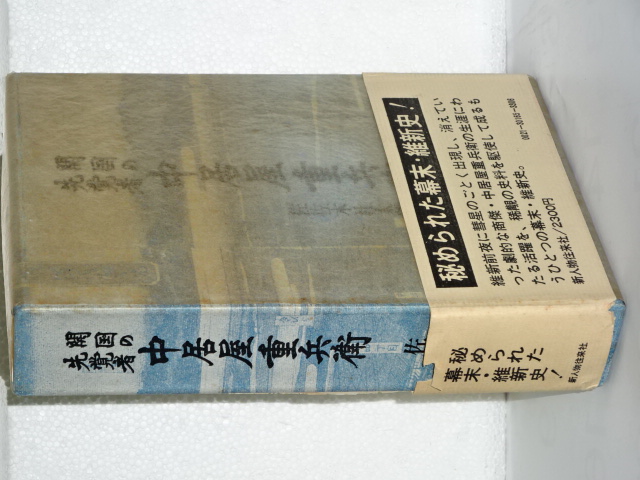 開国の
先覚者
中居屋重兵衛
秘められた幕末・維新史！
維新前夜に彗星のごとく出現し、消えてい
った劇的な商傑・中居屋重兵衛の生涯にわ
たる活躍を、稀覯の史料を駆使して成るも
うひとつの幕末・維新史。
新人物往来社/2300円
開国の
先覚者
中居屋重兵衛
佐
秘められた
幕末・維新史！
新人物往来社